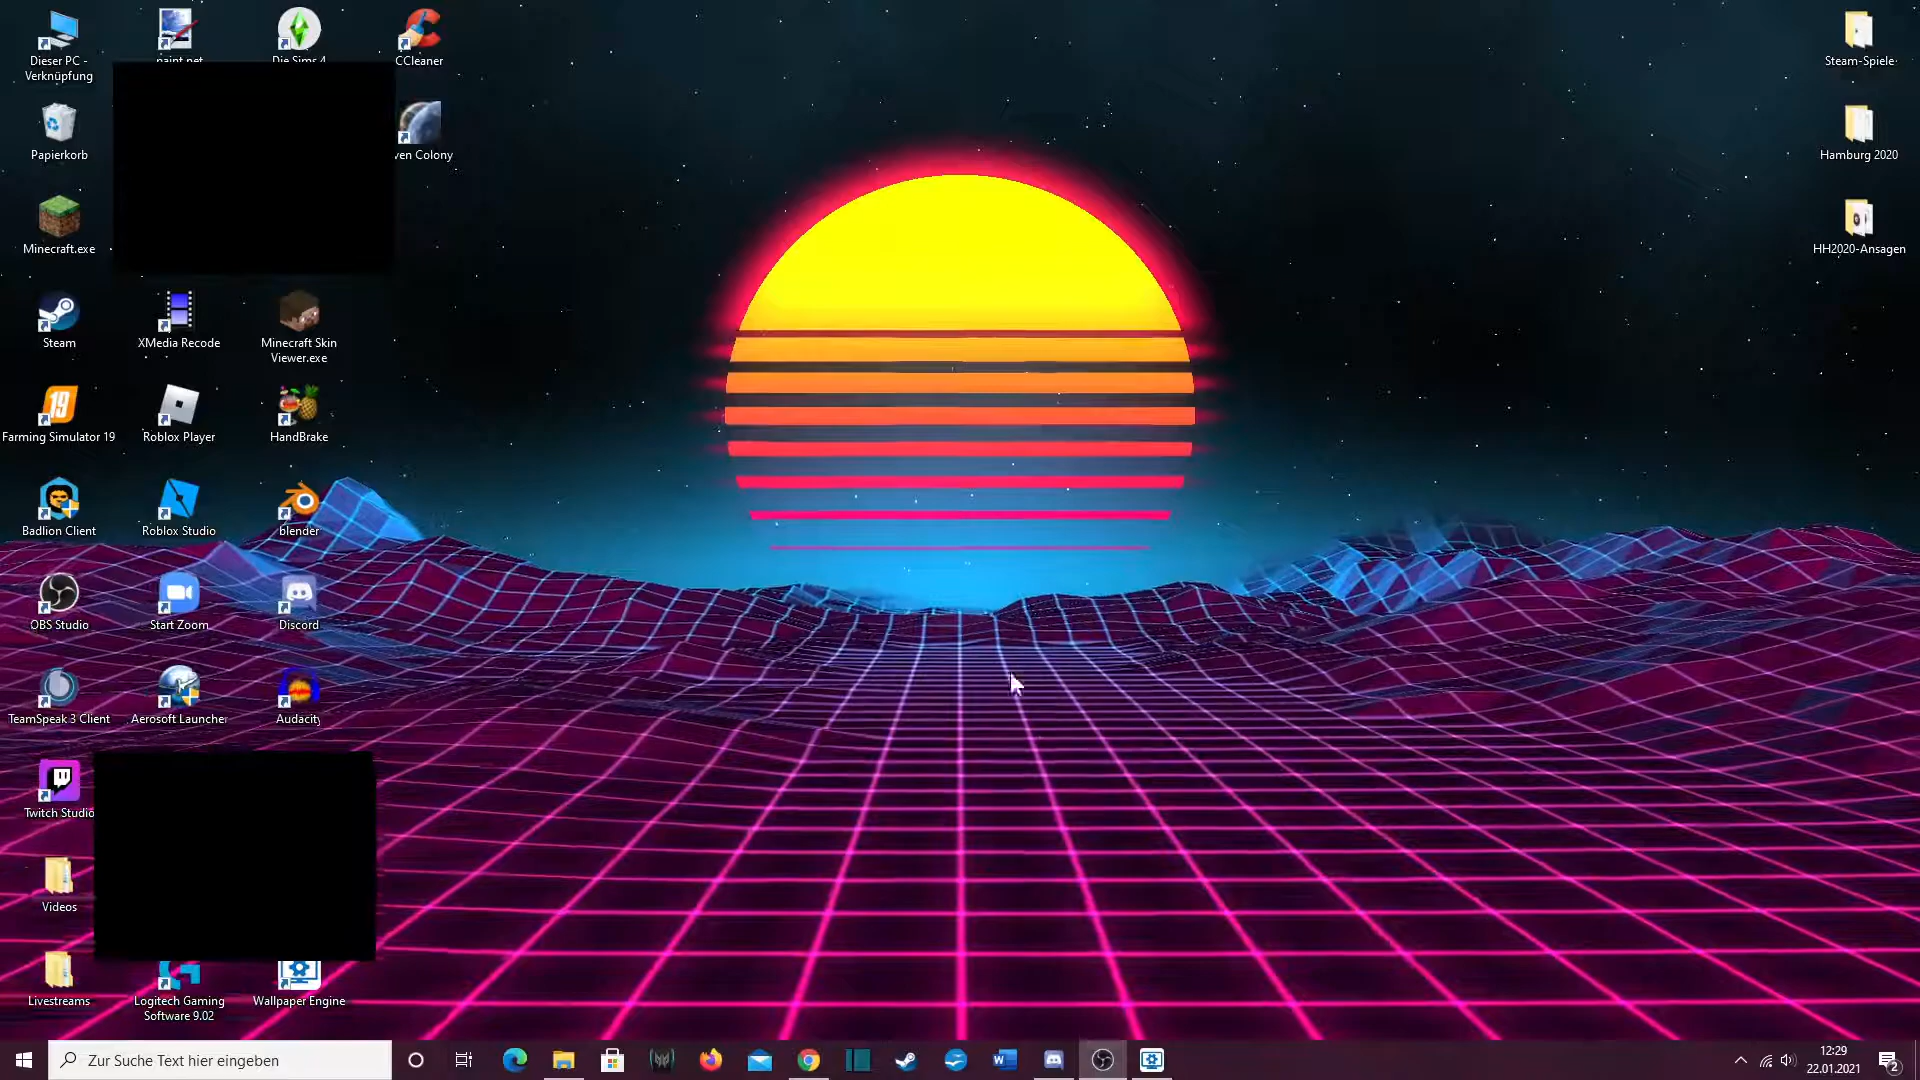 Dieser PC -
Verknüpfung
paint.net
Die Sims 4
CCleaner
Steam-Spiele
Papierkorb
ven Colony
Hamburg 2020
Minecraft.exe
HH2020-Ansagen
Steam
XMedia Recode
Minecraft Skin
Viewer.exe
19
Farming Simulator 19
Roblox Player
HandBrake
Badlion Client
Roblox Studio
blender
OBS Studio
Start Zoom
Discord
TeamSpeak 3 Client
Aerosoft Launcher
Audacity
Twitch Studio
Videos
Livestreams
Logitech Gaming
Software 9.02
Wallpaper Engine
Zur Suche Text hier eingeben
12:29
22.01.2021
2